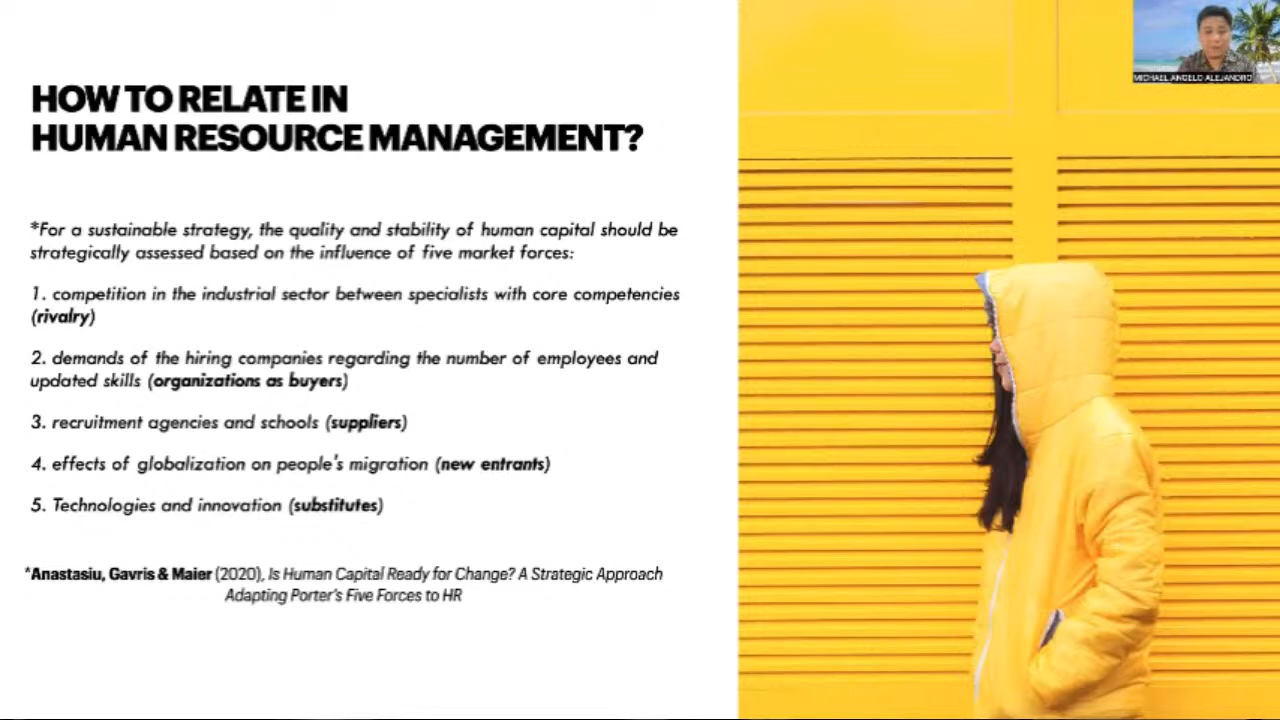 MICHAEL ANGELO ALEJANDRO
HOW TO RELATE IN
HUMAN RESOURCE MANAGEMENT?
*For a sustainable strategy, the quality and stability of human capital should be
strategically assessed based on the influence of five market forces:
1. competition in the industrial sector between specialists with core competencies
(rivalry)
2. demands of the hiring companies regarding the number of employees and
updated skills (organizations as buyers)
3. recruitment agencies and schools (suppliers)
4. effects of globalization on people's migration (new entrants)
5. Technologies and innovation (substitutes)
*Anastasiu, Gavris & Maier (2020), Is Human Capital Ready for Change? A Strategic Approach
Adapting Porter's Five Forces to HR